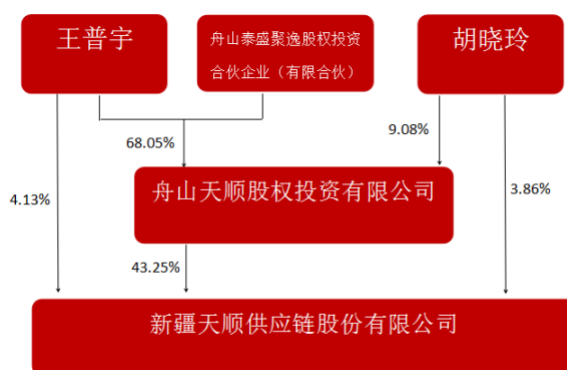 王普宇
舟山泰盛聚逸股权投资
合伙企业（有限合伙）
胡晓玲
68.05%
9.08%
4.13%
舟山天顺股权投资有限公司
3.86%
43.25%
新疆天顺供应链股份有限公司